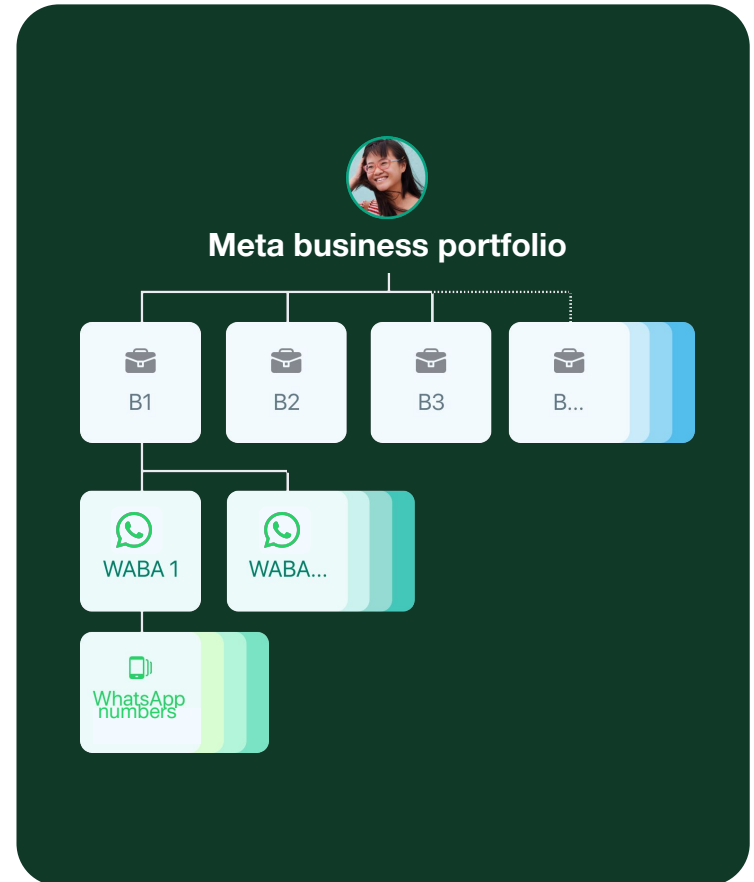 Meta business portfolio
B1
B2
B3
B...
WABA 1
WABA...
WhatsApp
numbers